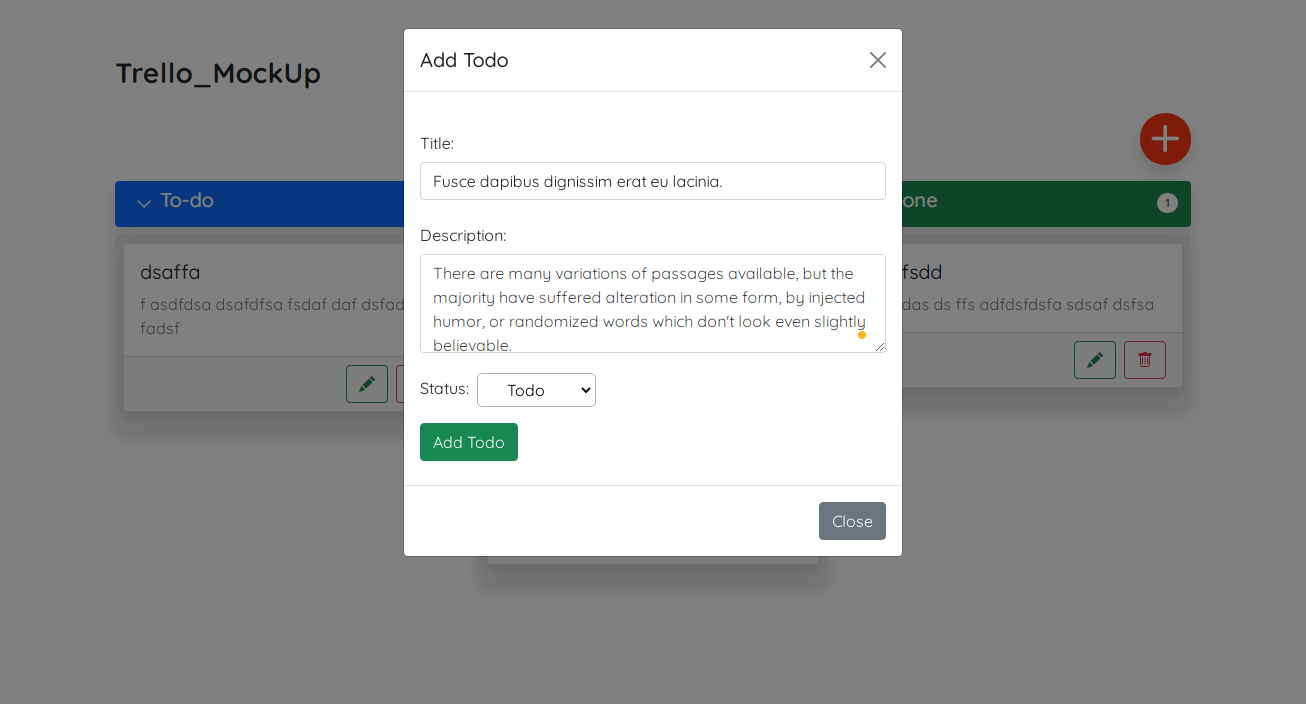 Add Todo
Trello_MockUp
Title:
Fusce dapibus dignissim erat eu lacinia.
To-do
one
1
Description:
dsaffa
fsdd
There are many variations of passages available, but the
majority have suffered alteration in some form, by injected
humor, or randomized words which don't look even slightly
believable.
f asdfdsa dsafdfsa fsdaf daf dsfad
fadsf
das ds ffs adfdsfdsfa sdsaf dsfsa
Status:
Todo
Add Todo
Close